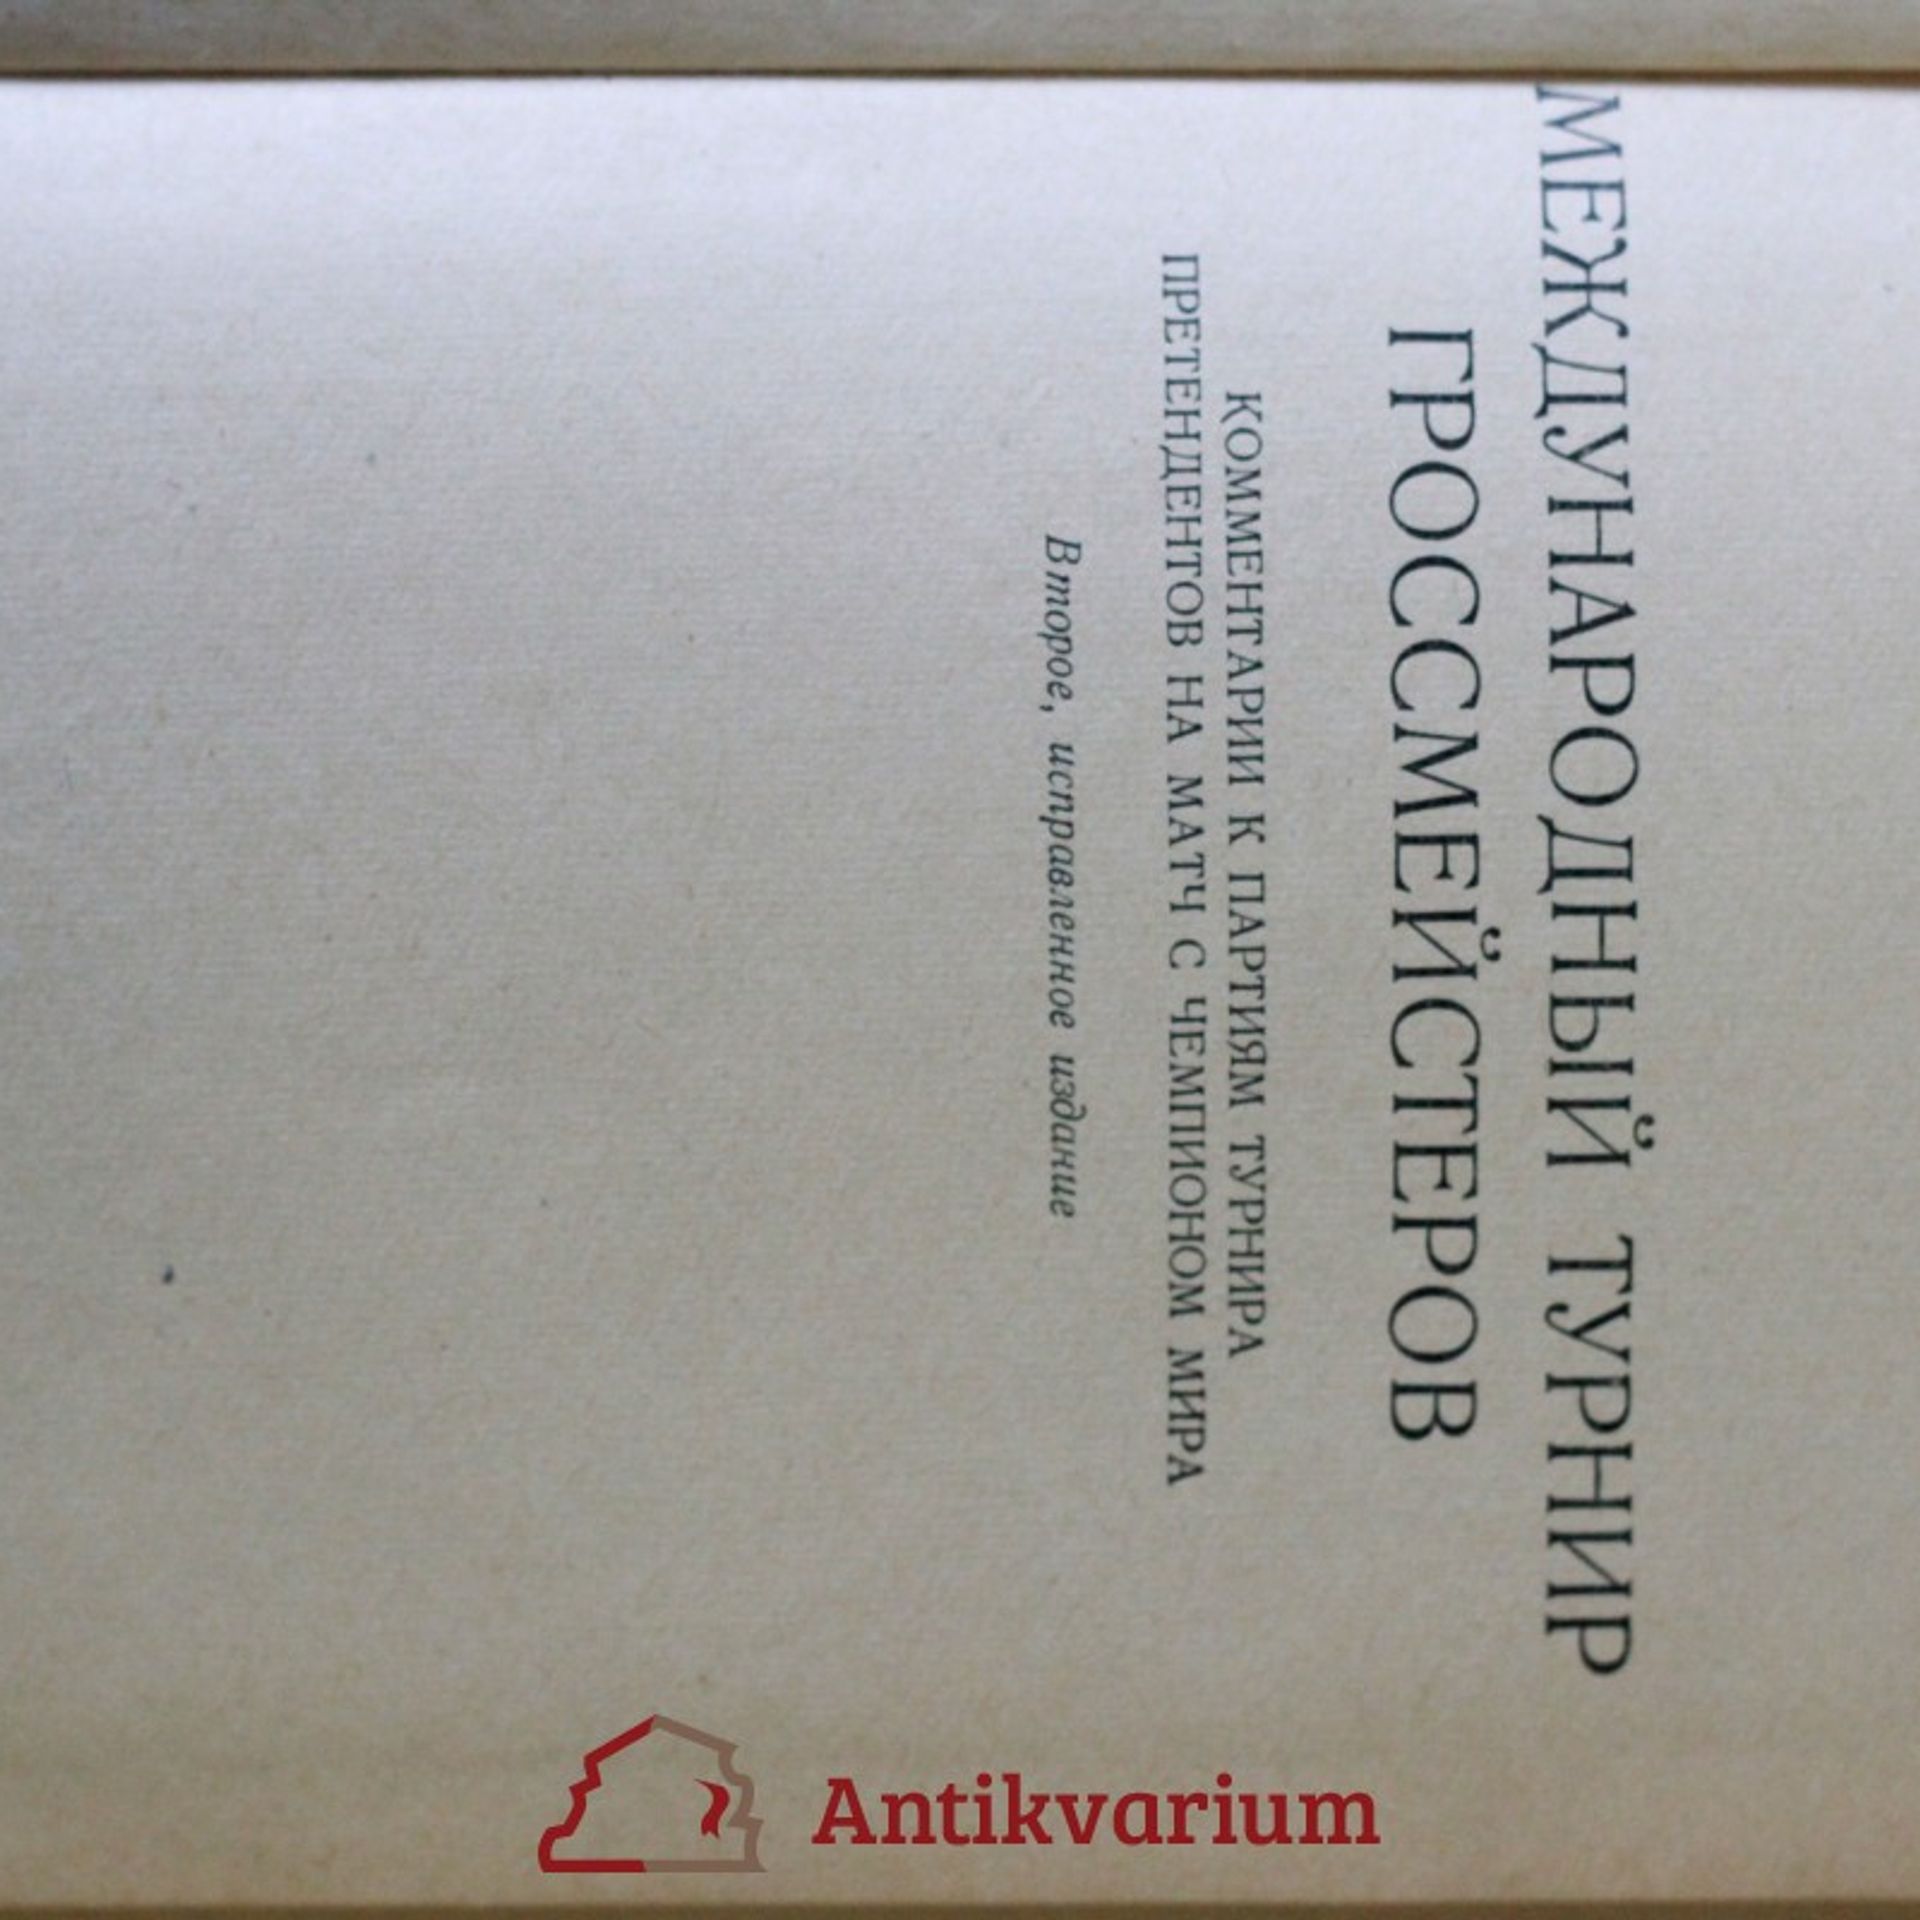 МЕЖДУНАРОДНЫЙ ТУРНИР
ГРОССМЕЙСТЕРОВ
КОММЕНТАРИИ К ПАРТИЯМ ТУРНИРА
ПРЕТЕНДЕНТОВ НА МАТЧ С ЧЕМПИОНОМ МИРА
Второе, исправленное издание
Antikvarium